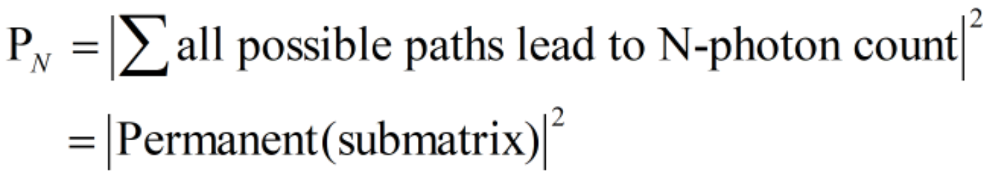 P_N = |∑ all possible paths lead to N-photon count|^2
= |Permanent(submatrix)|^2